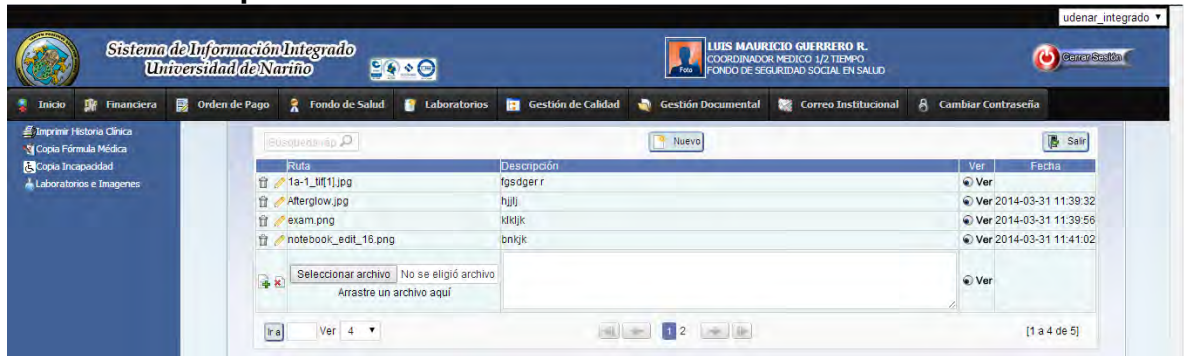 udenar_integrado
Sistema de Información Integrado
Universidad de Nariño
Foto
LUIS MAURICIO GUERRERO R.
COORDINADOR MEDICO 1/2 TIEMPO
FONDO DE SEGURIDAD SOCIAL EN SALUD
Cerrar Sesión
Inicio Financiera Orden de Pago Fondo de Salud Laboratorios Gestión de Calidad Gestión Documental Correo Institucional Cambiar Contraseña
Imprimir Historia Clínica
Copia Fórmula Médica
Copia Incapacidad
Laboratorios e Imagenes
Nuevo Salir
Ruta Descripción Ver Fecha
1a-1_tif[1].jpg fgsdger r Ver
Afterglow.jpg hjjlj Ver 2014-03-31 11:39:32
exam.png klkljk Ver 2014-03-31 11:39:56
notebook_edit_16.png bnkjk Ver 2014-03-31 11:41:02
Seleccionar archivo No se eligió archivo
Arrastre un archivo aquí
Ver
Ir a Ver 4 1 2 [1 a 4 de 5]